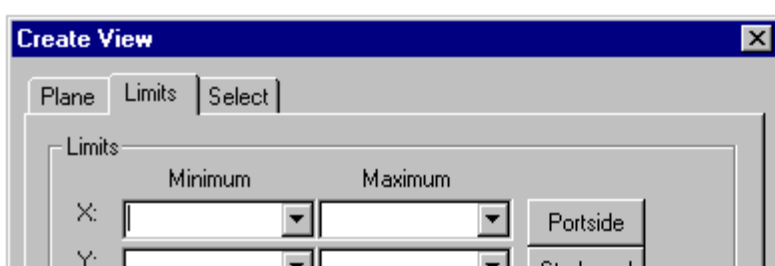 Create View
Plane Limits Select
Limits
Minimum Maximum
X: Portside
Y: